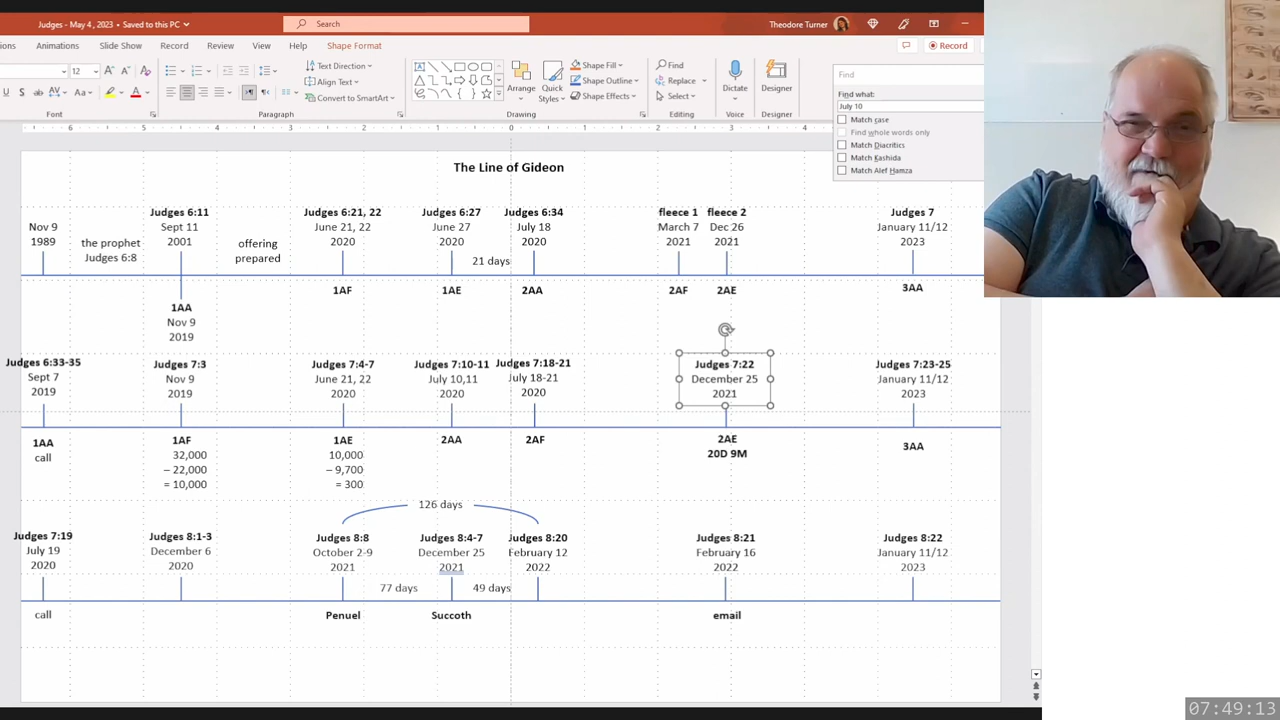 Judges - May 4, 2023 • Saved to this PC
Search
Theodore Turner
ions Animations Slide Show Record Review View Help Shape Format
Record
12
Text Direction
Align Text
Convert to SmartArt
Arrange
Quick Styles
Shape Fill
Shape Outline
Shape Effects
Find
Replace
Select
Dictate
Designer
Font Paragraph Drawing Editing Voice Designer
Find
Find what:
July 10
Match case
Find whole words only
Match Diacritics
Match Kashida
Match Alef Hamza
6 5 4 3 2 1 0 1 2 3 4
The Line of Gideon
Nov 9
1989
the prophet
Judges 6:8
Judges 6:11
Sept 11
2001
offering
prepared
Judges 6:21, 22
June 21, 22
2020
Judges 6:27
June 27
2020
21 days
Judges 6:34
July 18
2020
fleece 1
March 7
2021
fleece 2
Dec 26
2021
Judges 7
January 11/12
2023
1AA
Nov 9
2019
1AF
1AE
2AA
2AF
2AE
3AA
Judges 6:33-35
Sept 7
2019
Judges 7:3
Nov 9
2019
Judges 7:4-7
June 21, 22
2020
Judges 7:10-11
July 10,11
2020
Judges 7:18-21
July 18-21
2020
Judges 7:22
December 25
2021
Judges 7:23-25
January 11/12
2023
1AA
call
1AF
32,000
– 22,000
= 10,000
1AE
10,000
– 9,700
= 300
2AA
2AF
2AE
20D 9M
3AA
126 days
Judges 7:19
July 19
2020
Judges 8:1-3
December 6
2020
Judges 8:8
October 2-9
2021
Judges 8:4-7
December 25
2021
Judges 8:20
February 12
2022
Judges 8:21
February 16
2022
Judges 8:22
January 11/12
2023
77 days
49 days
call
Penuel
Succoth
email
07:49:13